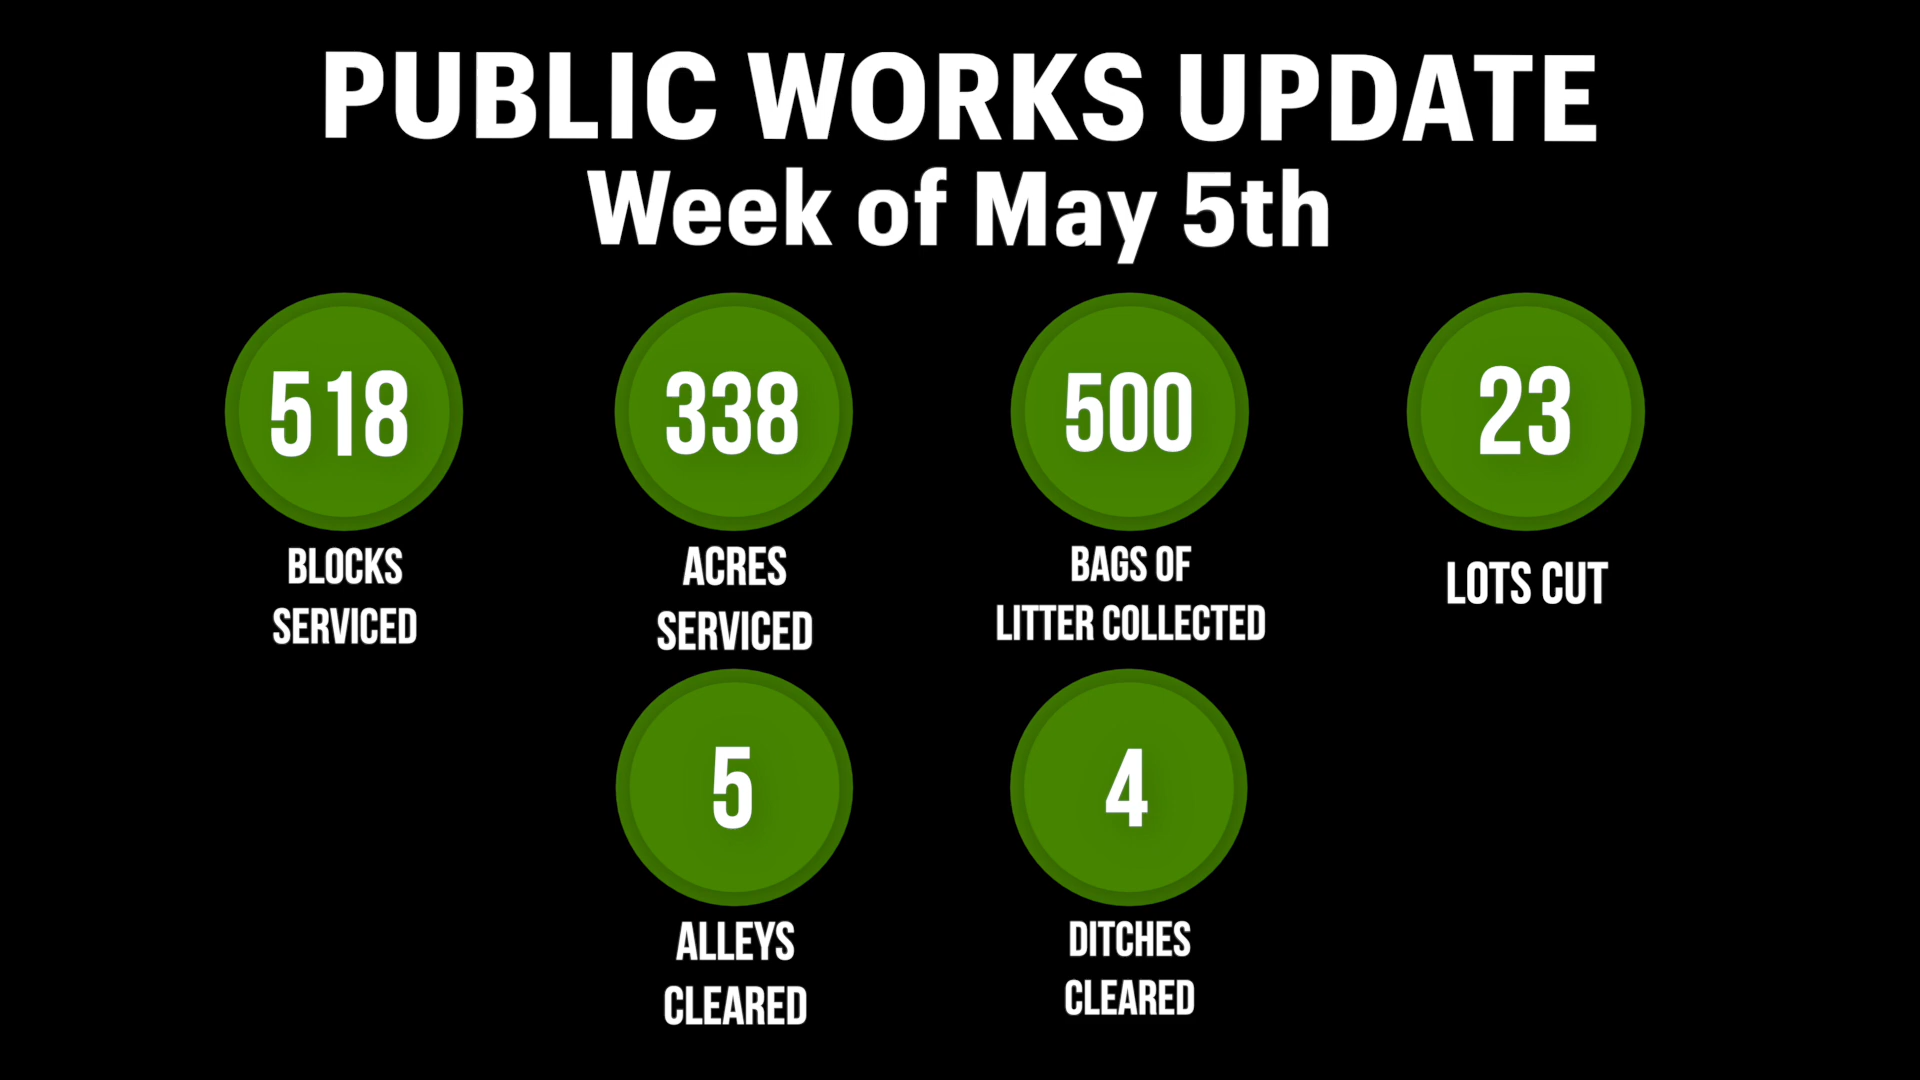 PUBLIC WORKS UPDATE
Week of May 5th
518
BLOCKS
SERVICED
338
ACRES
SERVICED
500
BAGS OF
LITTER COLLECTED
23
LOTS CUT
5
ALLEYS
CLEARED
4
DITCHES
CLEARED